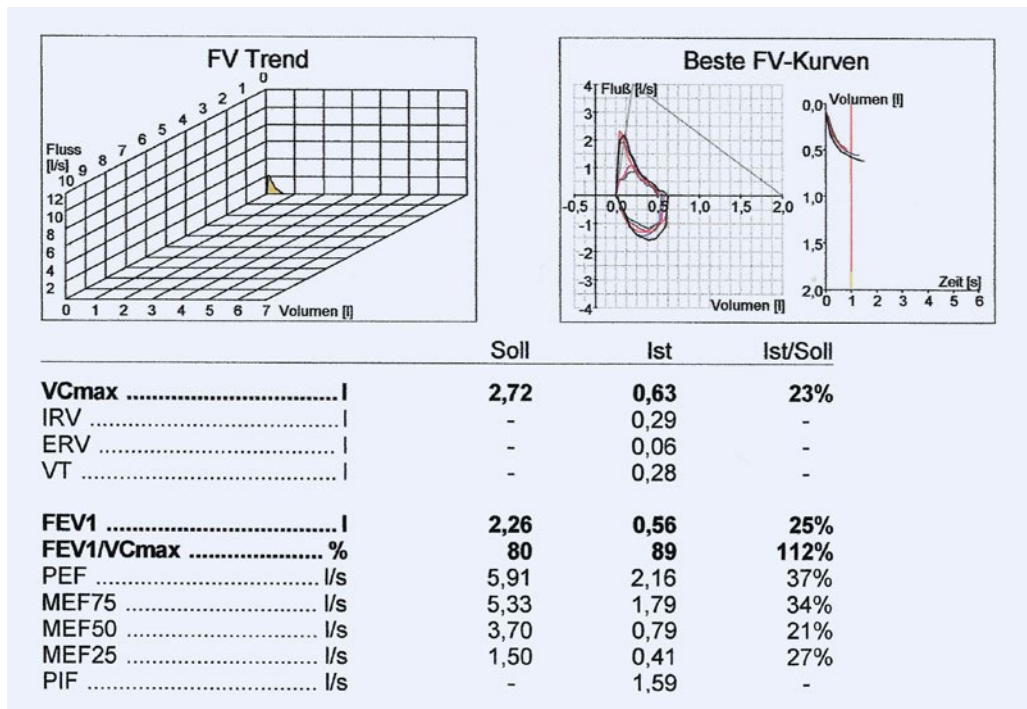 FV Trend
0
1
2
3
4
5
6
7
8
9
10
Fluss
[l/s]
12
10
8
6
4
2
0 1 2 3 4 5 6 7 Volumen [l]
Beste FV-Kurven
4 Fluß [l/s]
3
2
1
-0,5 0,0 0,5 1,0 1,5 2,0
-1
-2
-3
-4 Volumen [l]
0,0 Volumen [l]
0,5
1,0
1,5
2,0 Zeit [s]
0 1 2 3 4 5 6
Soll Ist Ist/Soll
VCmax .................................. l 2,72 0,63 23%
IRV ....................................... l - 0,29 -
ERV ...................................... l - 0,06 -
VT ........................................ l - 0,28 -
FEV1 ..................................... l 2,26 0,56 25%
FEV1/VCmax ...................... % 80 89 112%
PEF .................................... l/s 5,91 2,16 37%
MEF75 ................................ l/s 5,33 1,79 34%
MEF50 ................................ l/s 3,70 0,79 21%
MEF25 ................................ l/s 1,50 0,41 27%
PIF ..................................... l/s - 1,59 -